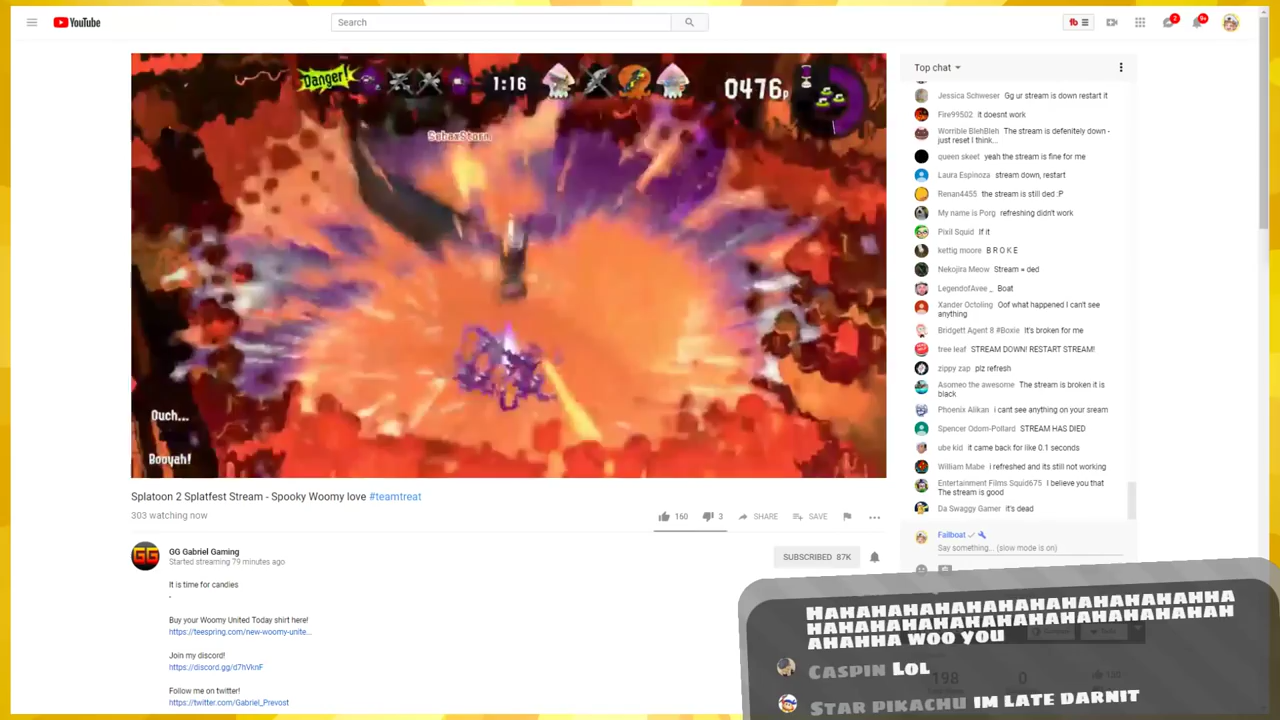 YouTube
Search
2
9+
Danger!
1:16
0476p
SchaxStorm
Ouch...
Booyah!
Top chat
Jessica Schweser Gg ur stream is down restart it
Fire99502 it doesnt work
Worrible BlehBleh The stream is defenitely down -
just reset I think...
queen skeet yeah the stream is fine for me
Laura Espinoza stream down, restart
Renan4455 the stream is still ded :P
My name is Porg refreshing didn't work
Pixil Squid If it
kettig moore B R O K E
Nekojira Meow Stream = ded
LegendofAvee _ Boat
Xander Octoling Oof what happened I can't see
anything
Bridgett Agent 8 #Boxie It's broken for me
tree leaf STREAM DOWN! RESTART STREAM!
zippy zap plz refresh
Asomeo the awesome The stream is broken it is
black
Phoenix Alikan i cant see anything on your sream
Spencer Odom-Pollard STREAM HAS DIED
ube kid it came back for like 0.1 seconds
William Mabe i refreshed and its still not working
Entertainment Films Squid675 I believe you that
The stream is good
Da Swaggy Gamer it's dead
Failboat
Say something... (slow mode is on)
Splatoon 2 Splatfest Stream - Spooky Woomy love #teamtreat
303 watching now
160
3
SHARE
SAVE
GG Gabriel Gaming
Started streaming 79 minutes ago
SUBSCRIBED 87K
It is time for candies
-
Buy your Woomy United Today shirt here!
https://teespring.com/new-woomy-unite...
Join my discord!
https://discord.gg/d7hVknF
Follow me on twitter!
https://twitter.com/Gabriel_Prevost
HAHAHAHAHAHAHAHAHAHAHAHAHHA
HAHAHAHAHAHAHAHAHAHAHAHAHAH
AHAHHA WOO YOU
CASPIN LOL
198
0
STAR PIKACHU IM LATE DARNIT